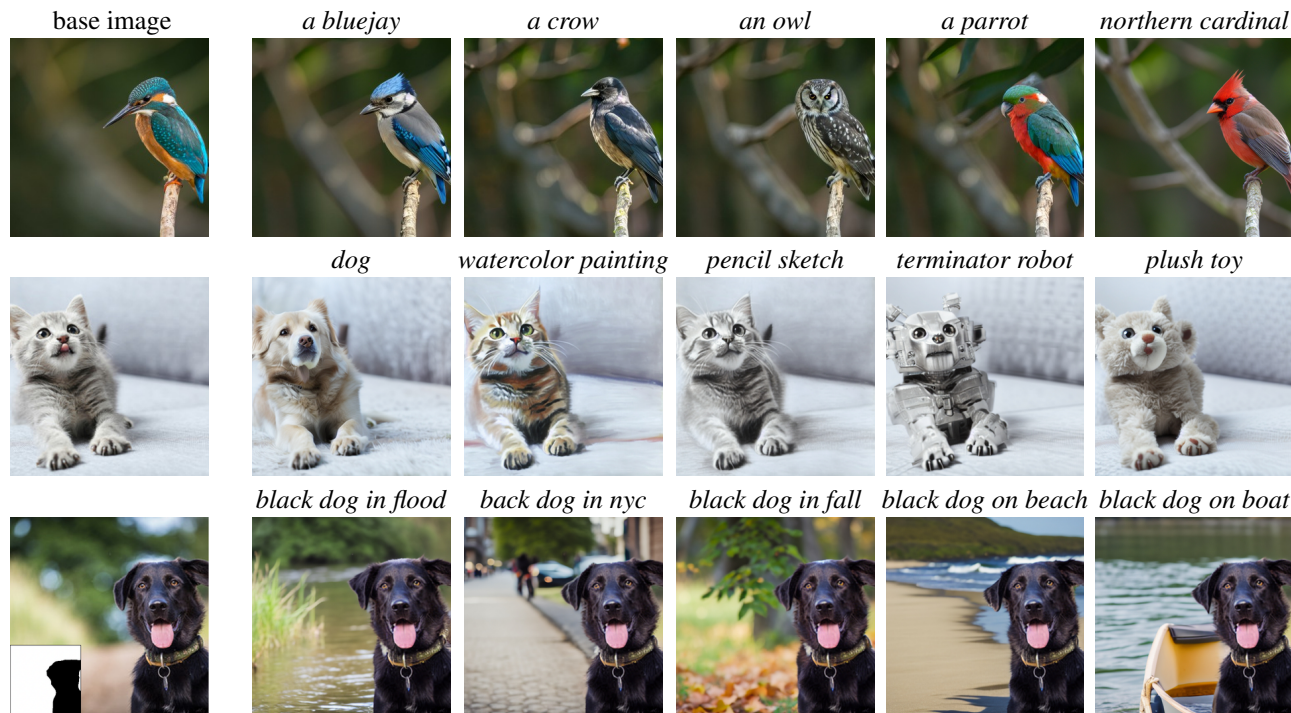 base image a bluejay a crow an owl a parrot northern cardinal
dog watercolor painting pencil sketch terminator robot plush toy
black dog in flood back dog in nyc black dog in fall black dog on beach black dog on boat